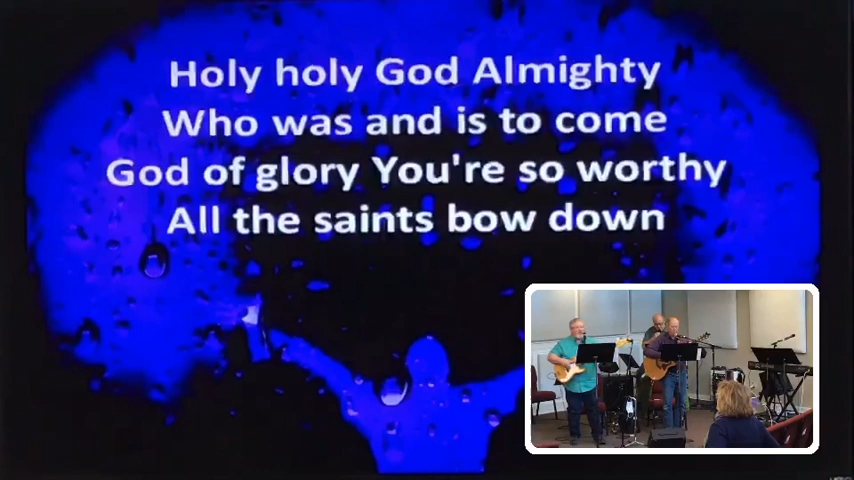 Holy holy God Almighty
Who was and is to come
God of glory You're so worthy
All the saints bow down